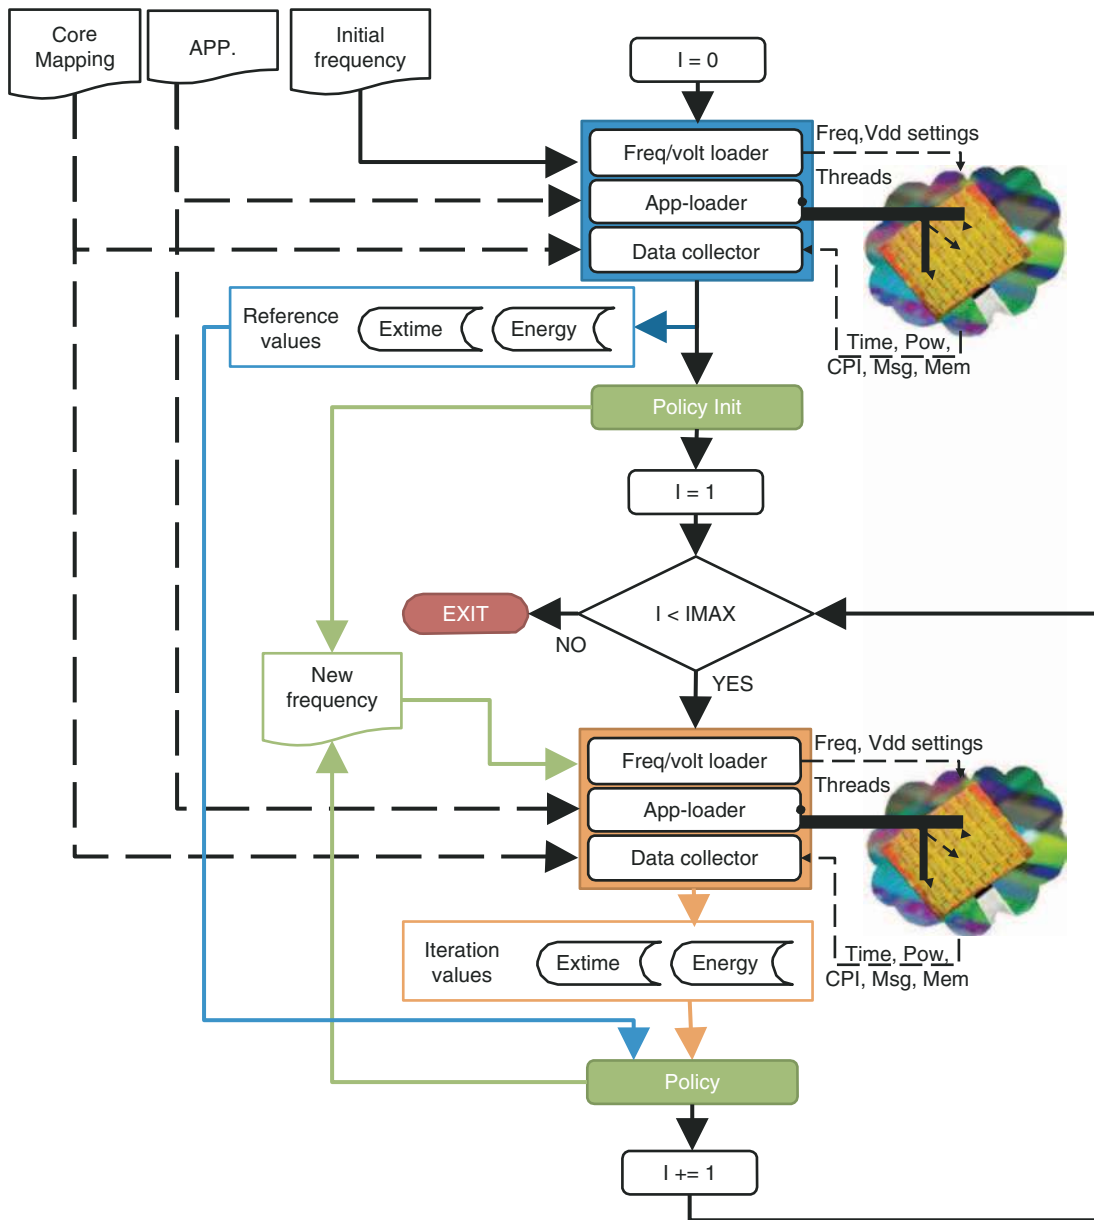 Core
Mapping
APP.
Initial
frequency
I = 0
Freq/volt loader
App-loader
Data collector
Freq,Vdd settings
Threads
Time, Pow,
CPI, Msg, Mem
Reference
values
Extime
Energy
Policy Init
I = 1
I < IMAX
NO
EXIT
YES
New
frequency
Freq/volt loader
App-loader
Data collector
Freq, Vdd settings
Threads
Time, Pow,
CPI, Msg, Mem
Iteration
values
Extime
Energy
Policy
I += 1